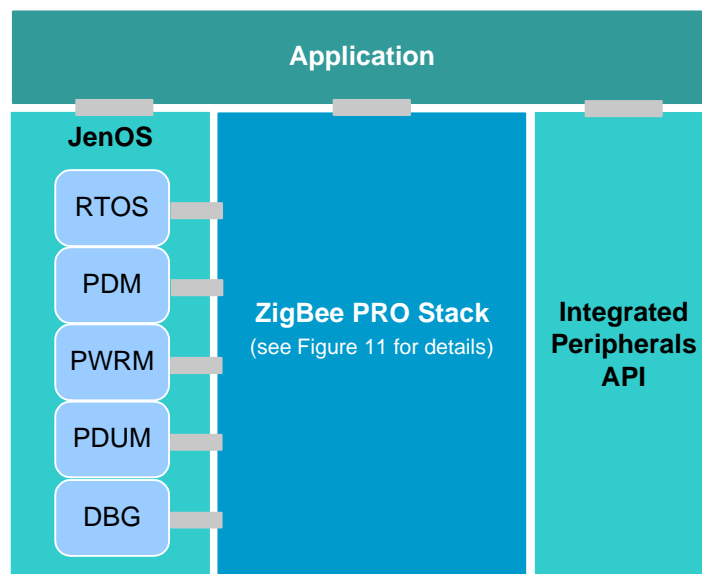 Application
JenOS
RTOS
PDM
PWRM
PDUM
DBG
ZigBee PRO Stack
(see Figure 11 for details)
Integrated
Peripherals
API